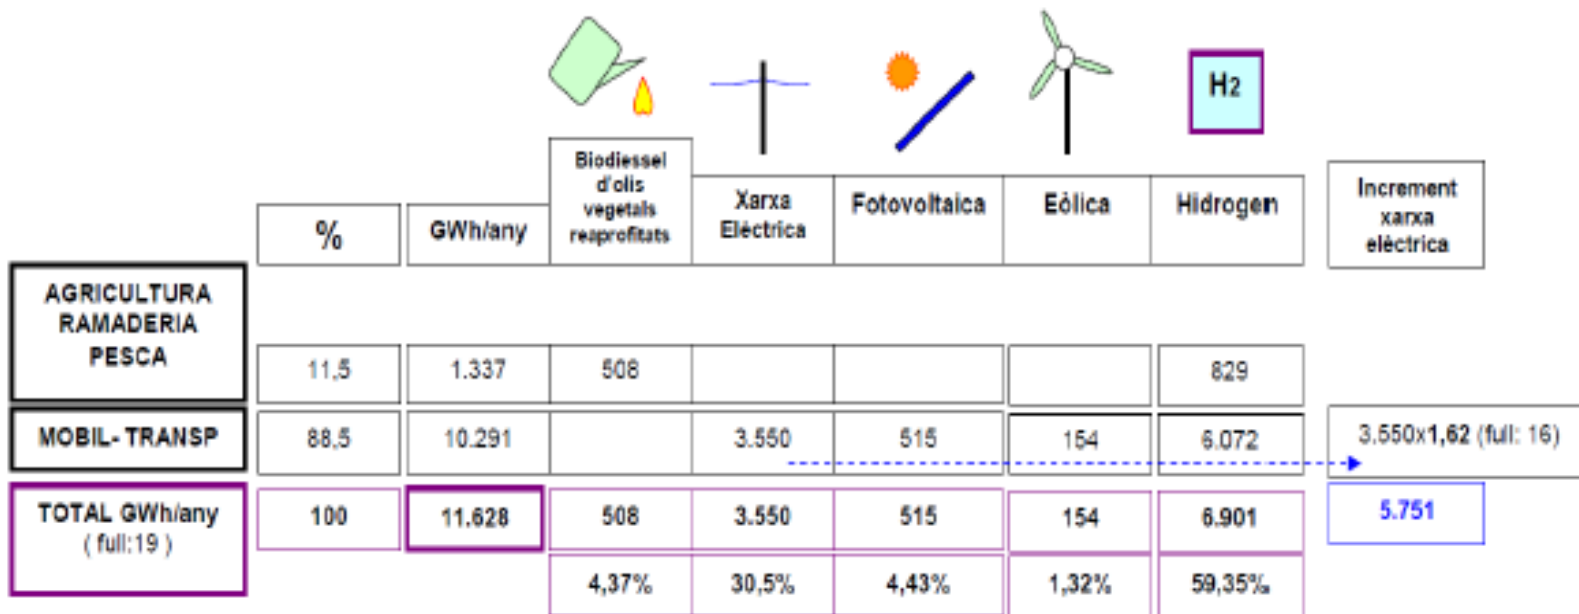 H2
Biodiessel
d'olis
vegetals
reaprofitats
Xarxa
Elèctrica
Fotovoltaica
Eòlica
Hidrogen
Increment
xarxa
elèctrica
%
GWh/any
AGRICULTURA
RAMADERIA
PESCA
11,5 1.337 508 829
MOBIL- TRANSP 88,5 10.291 3.550 515 154 6.072 3.550x1,62 (full: 16)
TOTAL GWh/any 100 11.628 508 3.550 515 154 6.901 5.751
( full:19 )
4,37% 30,5% 4,43% 1,32% 59,35%